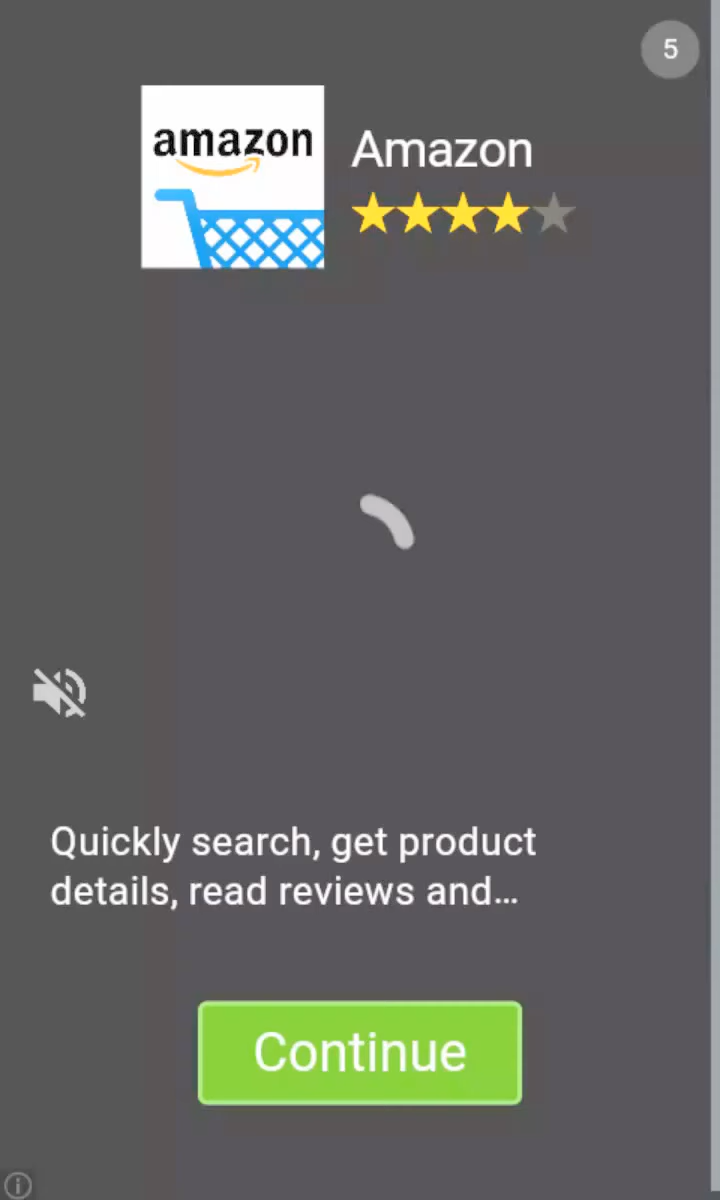 5
amazon
Amazon
Quickly search, get product
details, read reviews and…
Continue